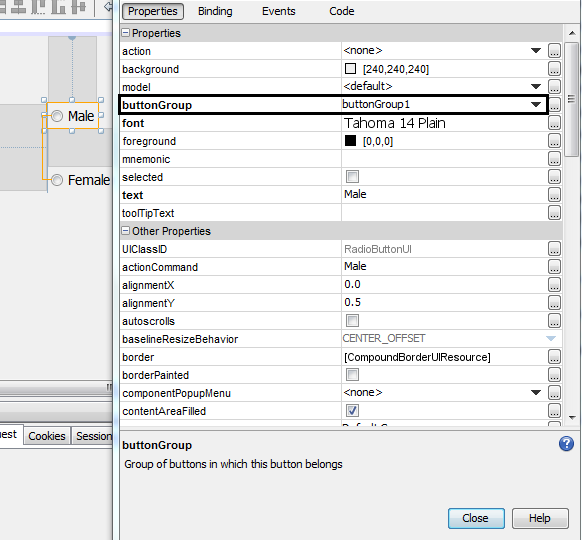 Properties Binding Events Code
Properties
action <none> ...
background [240,240,240] ...
model <default> ...
buttonGroup buttonGroup1 ...
font Tahoma 14 Plain ...
foreground [0,0,0] ...
mnemonic ...
selected ...
text Male ...
toolTipText ...
Other Properties
UIClassID RadioButtonUI ...
actionCommand Male ...
alignmentX 0.0 ...
alignmentY 0.5 ...
autoscrolls ...
baselineResizeBehavior CENTER_OFFSET
border [CompoundBorderUIResource] ...
borderPainted ...
componentPopupMenu <none> ...
contentAreaFilled ...
buttonGroup
Group of buttons in which this button belongs
?
Close Help
Male
Female
Cookies Session